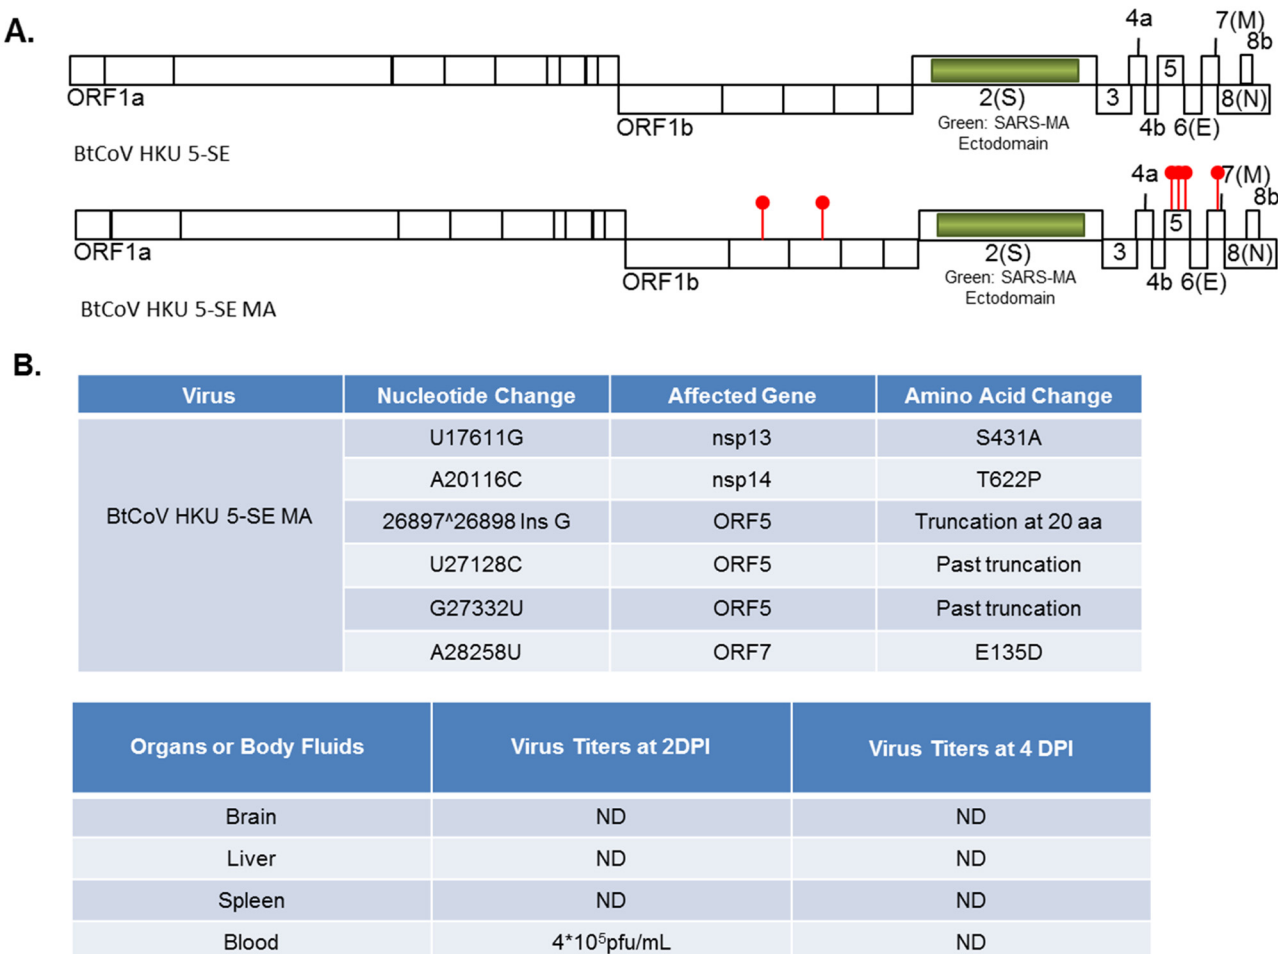 A.
4a
7(M)
8b
5
ORF1a
2(S)
3
8(N)
ORF1b
Green: SARS-MA
Ectodomain
4b 6(E)
BtCoV HKU 5-SE
4a
7(M)
8b
5
ORF1a
2(S)
3
8(N)
ORF1b
Green: SARS-MA
Ectodomain
4b 6(E)
BtCoV HKU 5-SE MA
B.
Virus Nucleotide Change Affected Gene Amino Acid Change
U17611G nsp13 S431A
A20116C nsp14 T622P
BtCoV HKU 5-SE MA 26897^26898 Ins G ORF5 Truncation at 20 aa
U27128C ORF5 Past truncation
G27332U ORF5 Past truncation
A28258U ORF7 E135D
Organs or Body Fluids Virus Titers at 2DPI Virus Titers at 4 DPI
Brain ND ND
Liver ND ND
Spleen ND ND
Blood 4*10⁵pfu/mL ND